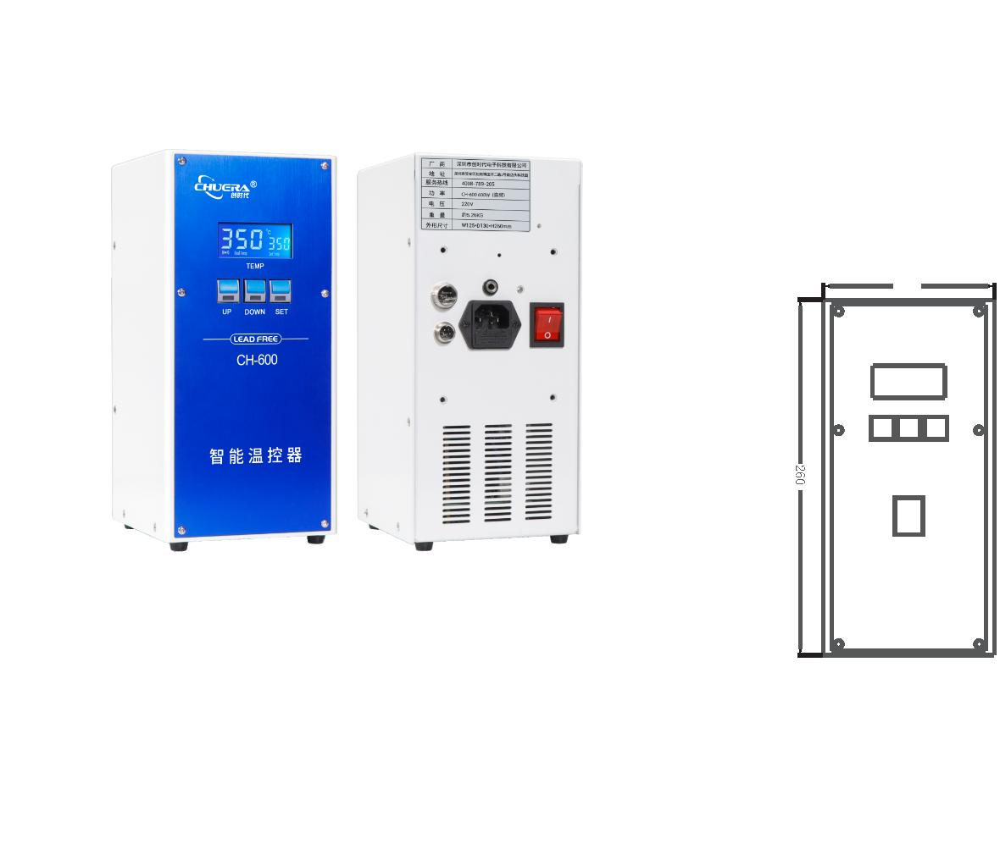 CHUERA®
创时代
350 °C 350
TEMP
UP DOWN SET
LEAD FREE
CH-600
智能温控器
厂商 深圳市创时代电子科技有限公司
地址
服务热线 4008-789-205
功率 CH-600 600W (高频)
电压 220V
重量 约5.26KG
外形尺寸 W125*D130*H260mm
I
O
260